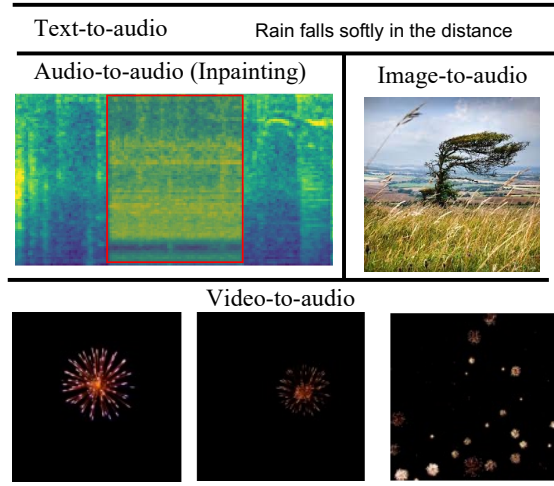 Text-to-audio Rain falls softly in the distance
Audio-to-audio (Inpainting) Image-to-audio
Video-to-audio